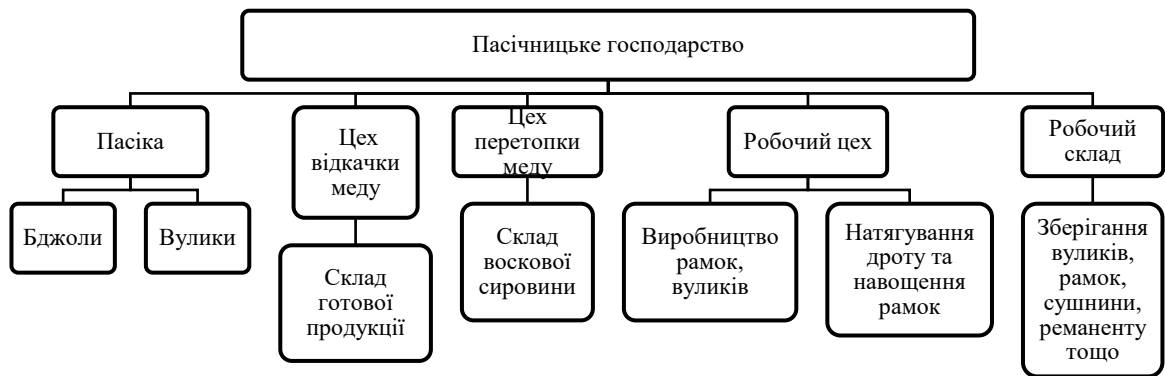 Пасічницьке господарство
Пасіка
Цех
відкачки
меду
Цех
перетопки
меду
Робочий цех
Робочий
склад
Бджоли
Вулики
Склад
готової
продукції
Склад
воскової
сировини
Виробництво
рамок,
вуликів
Натягування
дроту та
навощення
рамок
Зберігання
вуликів,
рамок,
сушнини,
реманенту
тощо